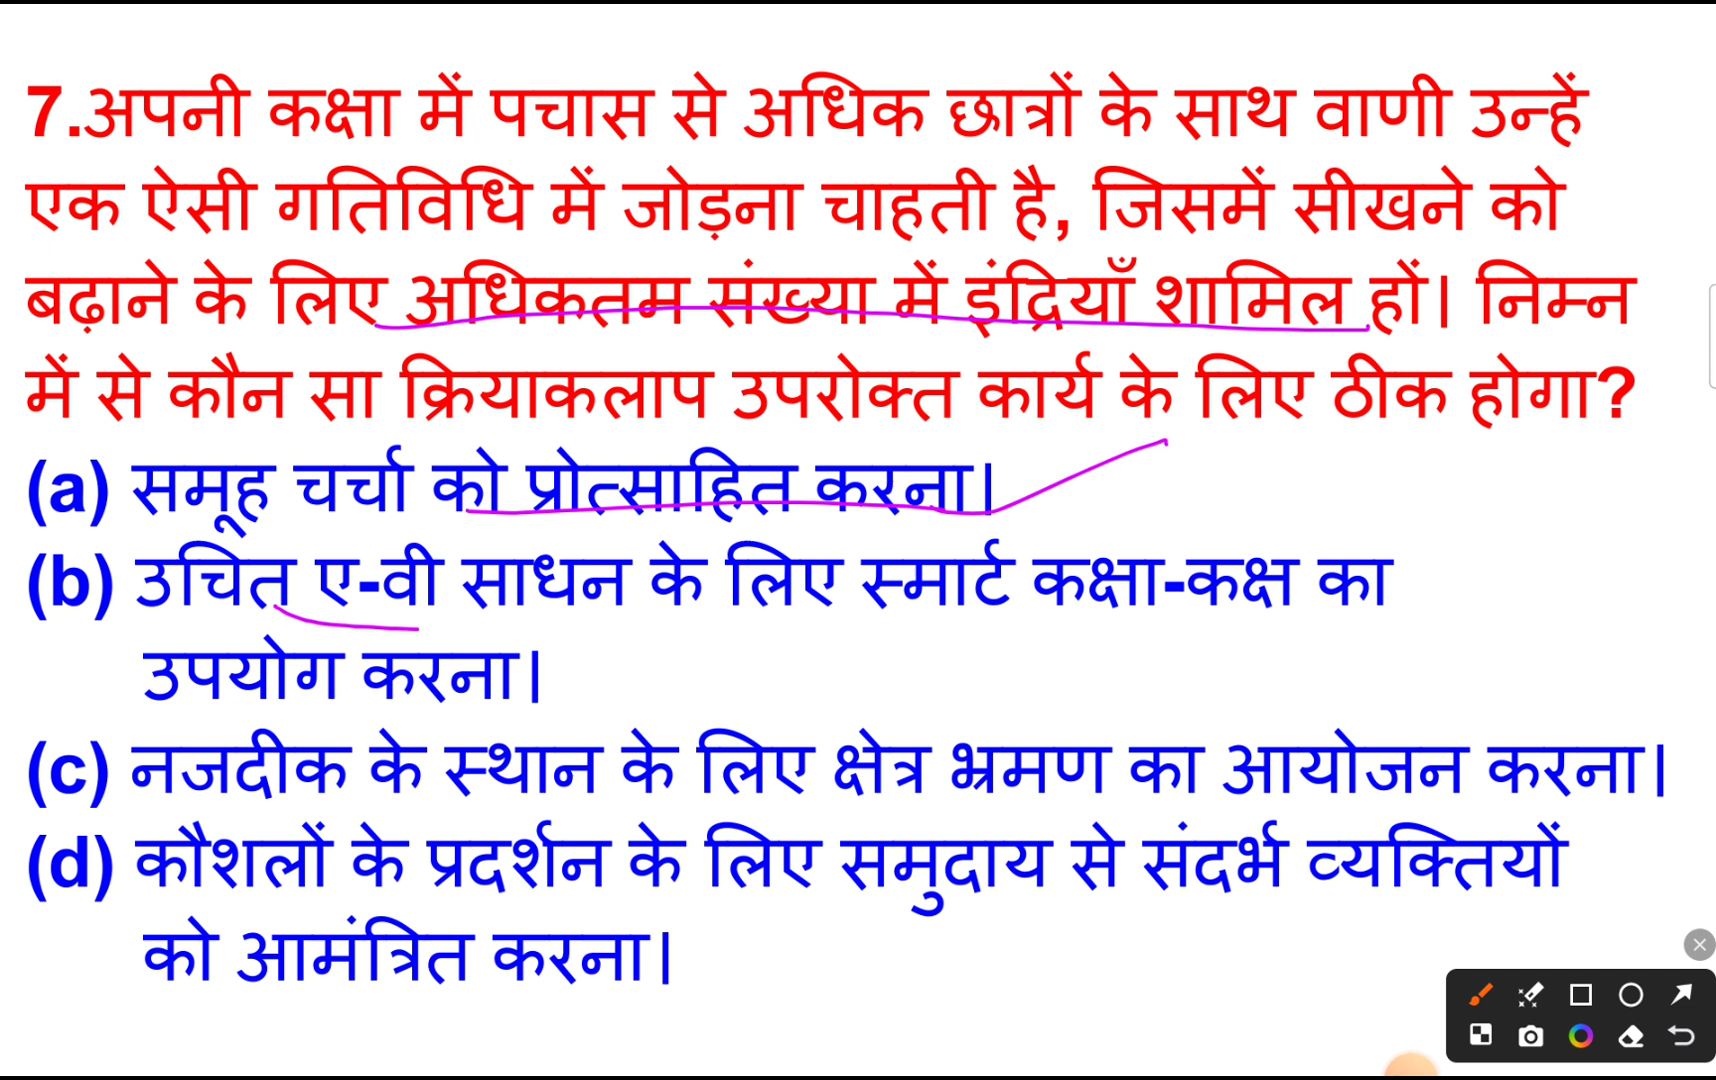 7.अपनी कक्षा में पचास से अधिक छात्रों के साथ वाणी उन्हें
एक ऐसी गतिविधि में जोड़ना चाहती है, जिसमें सीखने को
बढ़ाने के लिए अधिकतम संख्या में इंद्रियाँ शामिल हों। निम्न
में से कौन सा क्रियाकलाप उपरोक्त कार्य के लिए ठीक होगा?
(a) समूह चर्चा को प्रोत्साहित करना।
(b) उचित ए-वी साधन के लिए स्मार्ट कक्षा-कक्ष का
उपयोग करना।
(c) नजदीक के स्थान के लिए क्षेत्र भ्रमण का आयोजन करना।
(d) कौशलों के प्रदर्शन के लिए समुदाय से संदर्भ व्यक्तियों
को आमंत्रित करना।